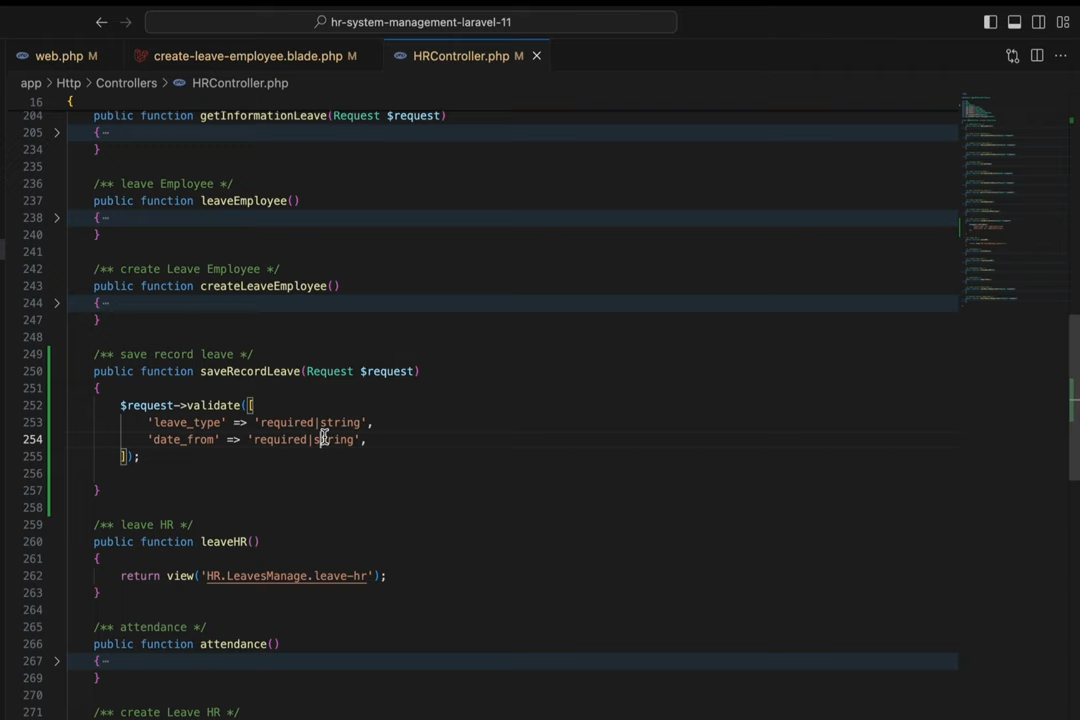 hr-system-management-laravel-11
web.php M
create-leave-employee.blade.php M
HRController.php M
app > Http > Controllers > HRController.php
16 {
204 public function getInformationLeave(Request $request)
205 {
234 }
235
236 /** leave Employee */
237 public function leaveEmployee()
238 {
240 }
241
242 /** create Leave Employee */
243 public function createLeaveEmployee()
244 {
247 }
248
249 /** save record leave */
250 public function saveRecordLeave(Request $request)
251 {
252 $request->validate([
253 'leave_type' => 'required|string',
254 'date_from' => 'required|string',
255 ]);
256
257 }
258
259 /** leave HR */
260 public function leaveHR()
261 {
262 return view('HR.LeavesManage.leave-hr');
263 }
264
265 /** attendance */
266 public function attendance()
267 {
269 }
270
271 /** create Leave HR */